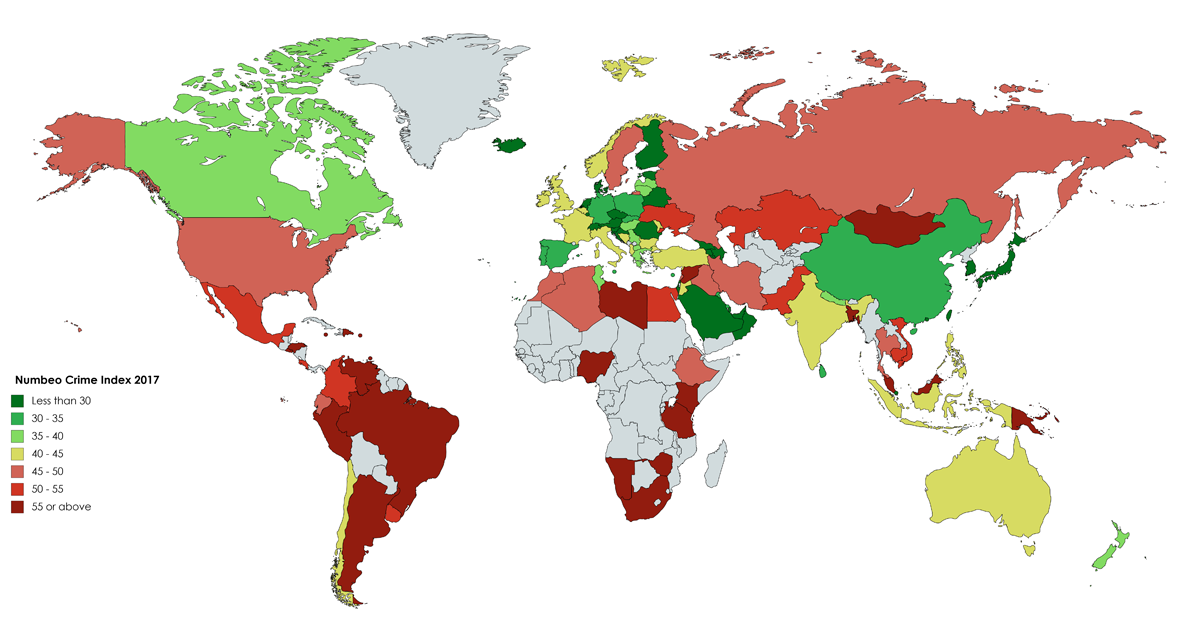 Numbeo Crime Index 2017
Less than 30
30 - 35
35 - 40
40 - 45
45 - 50
50 - 55
55 or above